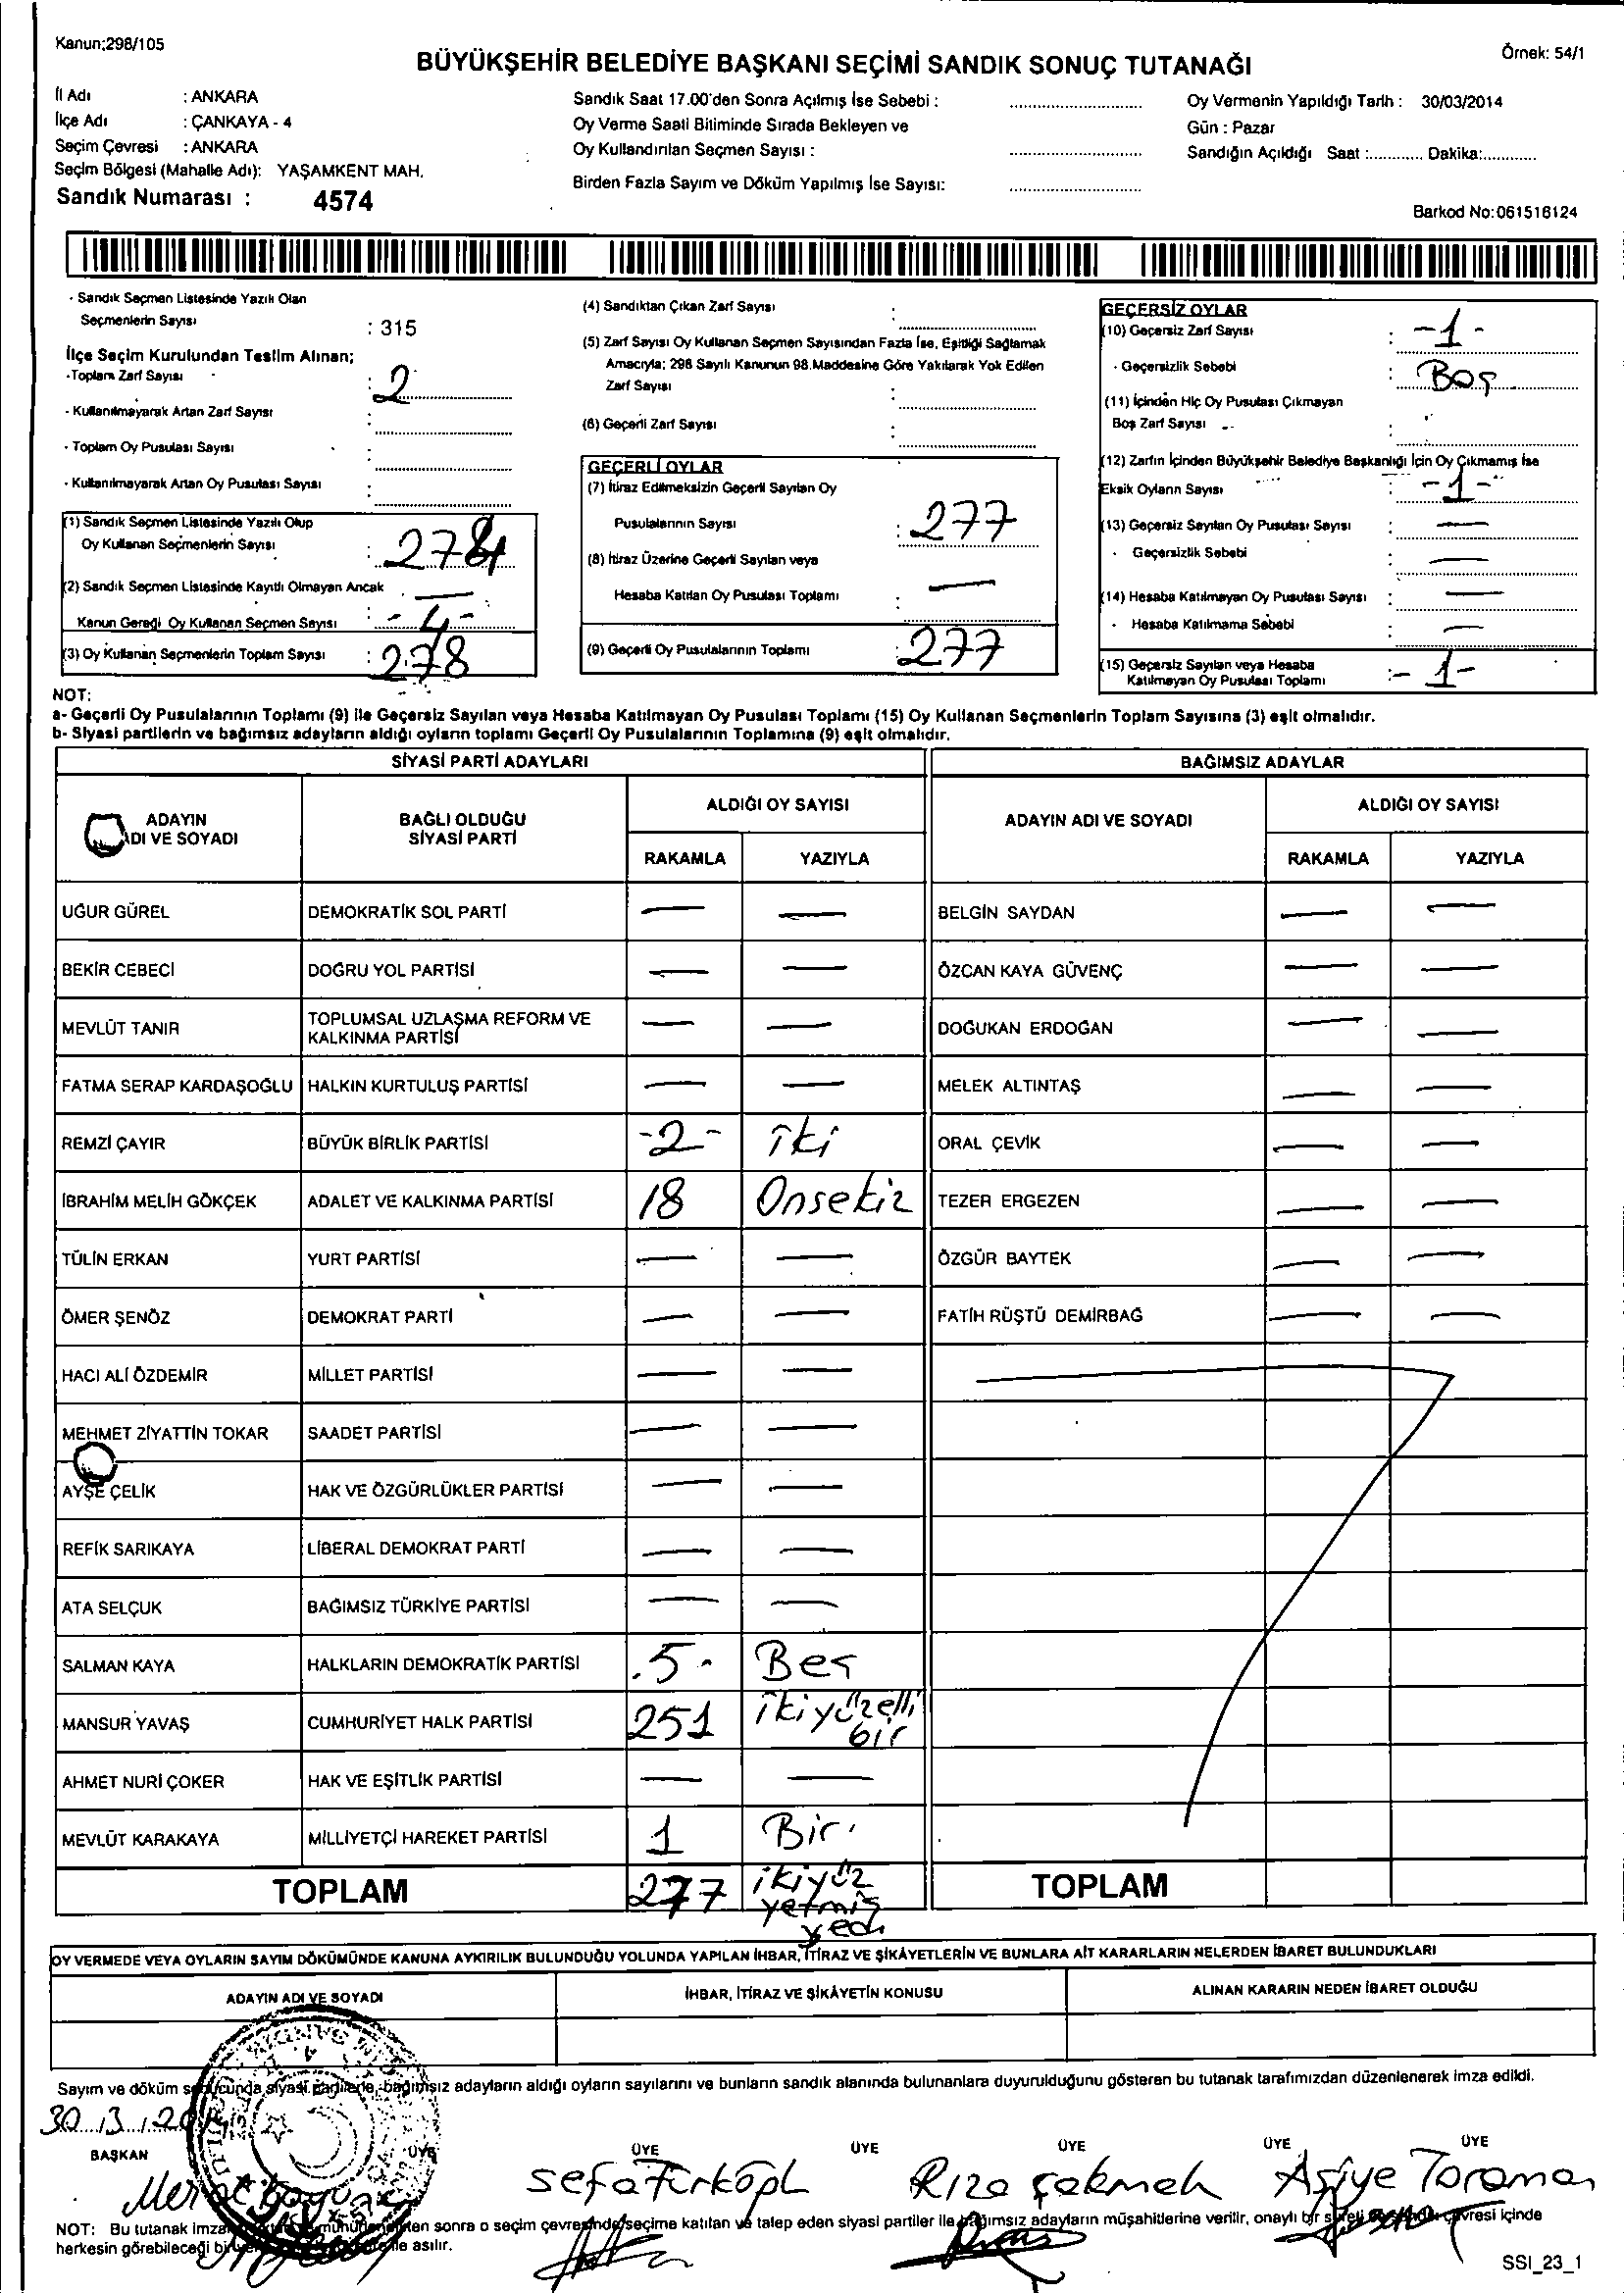 Kanun;298/105
BÜYÜKŞEHİR BELEDİYE BAŞKANI SEÇİMİ SANDIK SONUÇ TUTANAĞI
Örnek: 54/1
İl Adı : ANKARA
İlçe Adı : ÇANKAYA - 4
Seçim Çevresi : ANKARA
Seçim Bölgesi (Mahalle Adı): YAŞAMKENT MAH.
Sandık Numarası : 4574
Sandık Saat 17.00'den Sonra Açılmış İse Sebebi :
Oy Verme Saati Bitiminde Sırada Bekleyen ve
Oy Kullandırılan Seçmen Sayısı :
Birden Fazla Sayım ve Döküm Yapılmış İse Sayısı:
Oy Vermenin Yapıldığı Tarih : 30/03/2014
Gün : Pazar
Sandığın Açıldığı Saat :............ Dakika:............
Barkod No:061516124
- Sandık Seçmen Listesinde Yazılı Olan
Seçmenlerin Sayısı : 315
İlçe Seçim Kurulundan Teslim Alınan;
-Toplam Zarf Sayısı : 2
- Kullanılmayarak Artan Zarf Sayısı :
- Toplam Oy Pusulası Sayısı :
- Kullanılmayarak Artan Oy Pusulası Sayısı :
(1) Sandık Seçmen Listesinde Yazılı Olup
Oy Kullanan Seçmenlerin Sayısı : 274
(2) Sandık Seçmen Listesinde Kayıtlı Olmayan Ancak
Kanun Gereği Oy Kullanan Seçmen Sayısı : - 4 -
(3) Oy Kullanan Seçmenlerin Toplam Sayısı : 278
(4) Sandıktan Çıkan Zarf Sayısı :
(5) Zarf Sayısı Oy Kullanan Seçmen Sayısından Fazla İse, Eşitliği Sağlamak
Amacıyla; 298 Sayılı Kanunun 98.Maddesine Göre Yakılarak Yok Edilen
Zarf Sayısı :
(6) Geçerli Zarf Sayısı :
GEÇERLİ OYLAR
(7) İtiraz Edilmeksizin Geçerli Sayılan Oy
Pusulalarının Sayısı : 277
(8) İtiraz Üzerine Geçerli Sayılan veya
Hesaba Katılan Oy Pusulası Toplamı : —
(9) Geçerli Oy Pusulalarının Toplamı : 277
GEÇERSİZ OYLAR
(10) Geçersiz Zarf Sayısı : -1-
- Geçersizlik Sebebi : Boş
(11) İçinden Hiç Oy Pusulası Çıkmayan
Boş Zarf Sayısı :
(12) Zarfın İçinden Büyükşehir Belediye Başkanlığı İçin Oy Çıkmamış İse
Eksik Oyların Sayısı : -1-
(13) Geçersiz Sayılan Oy Pusulası Sayısı : —
- Geçersizlik Sebebi : —
(14) Hesaba Katılmayan Oy Pusulası Sayısı : —
- Hesaba Katılmama Sebebi : —
(15) Geçersiz Sayılan veya Hesaba
Katılmayan Oy Pusulası Toplamı : - 1-
NOT:
a- Geçerli Oy Pusulalarının Toplamı (9) ile Geçersiz Sayılan veya Hesaba Katılmayan Oy Pusulası Toplamı (15) Oy Kullanan Seçmenlerin Toplam Sayısına (3) eşit olmalıdır.
b- Siyasi partilerin ve bağımsız adayların aldığı oyların toplamı Geçerli Oy Pusulalarının Toplamına (9) eşit olmalıdır.
SİYASİ PARTİ ADAYLARI BAĞIMSIZ ADAYLAR
ADAYIN ADI VE SOYADI BAĞLI OLDUĞU SİYASİ PARTİ ALDIĞI OY SAYISI ADAYIN ADI VE SOYADI ALDIĞI OY SAYISI
RAKAMLA YAZIYLA RAKAMLA YAZIYLA
UĞUR GÜREL DEMOKRATİK SOL PARTİ — — BELGİN SAYDAN — —
BEKİR CEBECİ DOĞRU YOL PARTİSİ — — ÖZCAN KAYA GÜVENÇ — —
MEVLÜT TANIR TOPLUMSAL UZLAŞMA REFORM VE KALKINMA PARTİSİ — — DOĞUKAN ERDOĞAN — —
FATMA SERAP KARDAŞOĞLU HALKIN KURTULUŞ PARTİSİ — — MELEK ALTINTAŞ — —
REMZİ ÇAYIR BÜYÜK BİRLİK PARTİSİ -2- iki ORAL ÇEVİK — —
İBRAHİM MELİH GÖKÇEK ADALET VE KALKINMA PARTİSİ 18 Onsekiz TEZER ERGEZEN — —
TÜLİN ERKAN YURT PARTİSİ — — ÖZGÜR BAYTEK — —
ÖMER ŞENÖZ DEMOKRAT PARTİ — — FATİH RÜŞTÜ DEMİRBAĞ — —
HACI ALİ ÖZDEMİR MİLLET PARTİSİ — —
MEHMET ZİYATTİN TOKAR SAADET PARTİSİ — —
AYŞE ÇELİK HAK VE ÖZGÜRLÜKLER PARTİSİ — —
REFİK SARIKAYA LİBERAL DEMOKRAT PARTİ — —
ATA SELÇUK BAĞIMSIZ TÜRKİYE PARTİSİ — —
SALMAN KAYA HALKLARIN DEMOKRATİK PARTİSİ .5- Beş
MANSUR YAVAŞ CUMHURİYET HALK PARTİSİ 251 ikiyüzelli bir
AHMET NURİ ÇOKER HAK VE EŞİTLİK PARTİSİ — —
MEVLÜT KARAKAYA MİLLİYETÇİ HAREKET PARTİSİ 1 Bir
TOPLAM 277 ikiyüz yetmiş yedi TOPLAM
OY VERMEDE VEYA OYLARIN SAYIM DÖKÜMÜNDE KANUNA AYKIRILIK BULUNDUĞU YOLUNDA YAPILAN İHBAR, İTİRAZ VE ŞİKÂYETLERİN VE BUNLARA AİT KARARLARIN NELERDEN İBARET BULUNDUKLARI
ADAYIN ADI VE SOYADI İHBAR, İTİRAZ VE ŞİKÂYETİN KONUSU ALINAN KARARIN NEDEN İBARET OLDUĞU
Sayım ve döküm sonucunda siyasi partilerle, bağımsız adayların aldığı oyların sayılarını ve bunların sandık alanında bulunanlara duyurulduğunu gösteren bu tutanak tarafımızdan düzenlenerek imza edildi.
30 /3 /2014
BAŞKAN ÜYE ÜYE ÜYE ÜYE ÜYE ÜYE
Sefa Türköpl Rıza Çakmak Asiye Toraman
NOT: Bu tutanak sonra o seçim çevresinde seçime katılan ve talep eden siyasi partiler ile bağımsız adayların müşahitlerine verilir, onaylı bir çevresi içinde
herkesin görebileceği bir asılır.
SSI_23_1